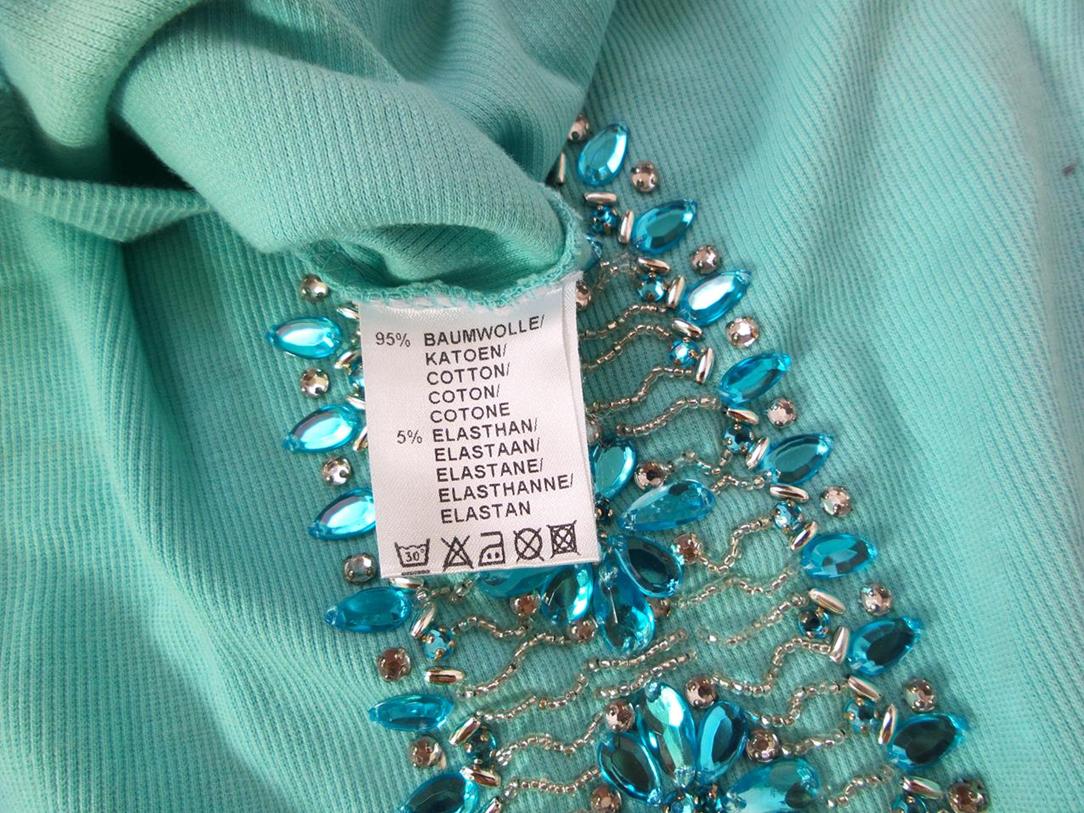 95% BAUMWOLLE/
KATOEN/
COTTON/
COTON/
COTONE
5% ELASTHAN/
ELASTAAN/
ELASTANE/
ELASTHANNE/
ELASTAN
30°